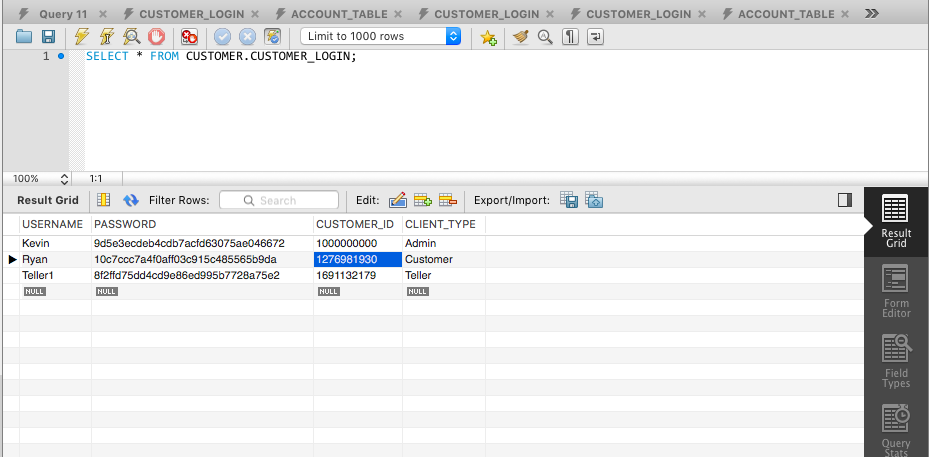 Query 11 CUSTOMER_LOGIN ACCOUNT_TABLE CUSTOMER_LOGIN CUSTOMER_LOGIN ACCOUNT_TABLE
Limit to 1000 rows
1 SELECT * FROM CUSTOMER.CUSTOMER_LOGIN;
100% 1:1
Result Grid Filter Rows: Search Edit: Export/Import:
USERNAME PASSWORD CUSTOMER_ID CLIENT_TYPE
Kevin 9d5e3ecdeb4cdb7acfd63075ae046672 1000000000 Admin
Ryan 10c7ccc7a4f0aff03c915c485565b9da 1276981930 Customer
Teller1 8f2ffd75dd4cd9e86ed995b7728a75e2 1691132179 Teller
NULL NULL NULL NULL
Result
Grid
Form
Editor
Field
Types
Query
Stats